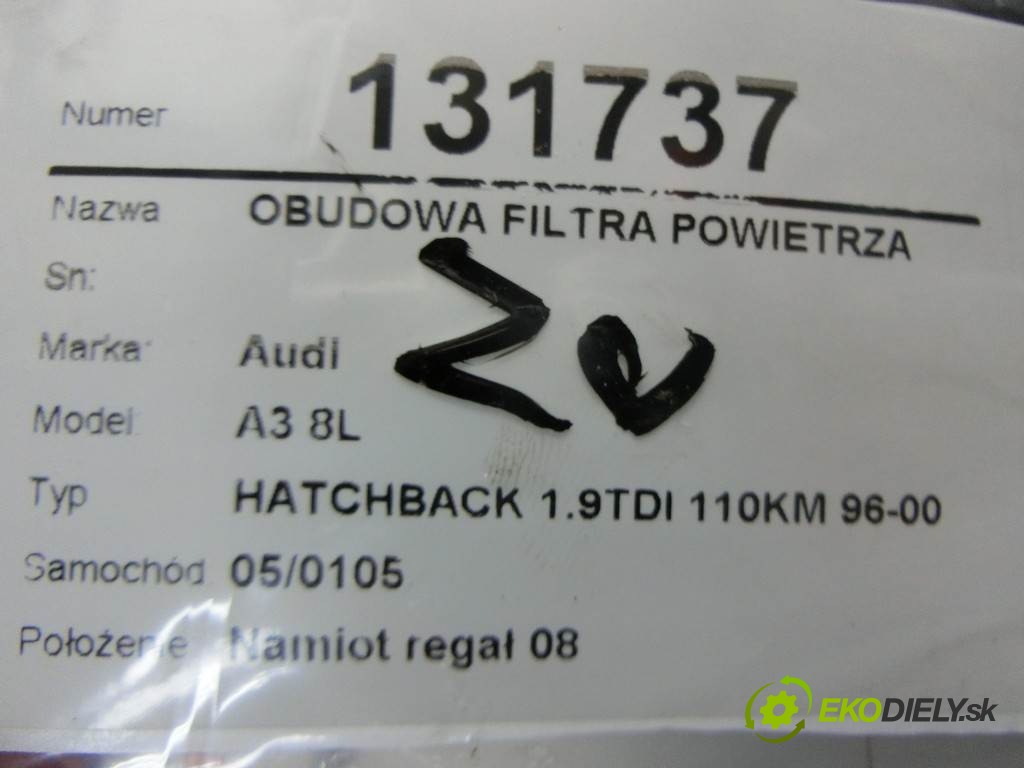 Numer 131737
Nazwa OBUDOWA FILTRA POWIETRZA
Sn:
Marka: Audi
Model: A3 8L
Typ HATCHBACK 1.9TDI 110KM 96-00
Samochód 05/0105
Położenie Namiot regał 08
EKODIELY.sk